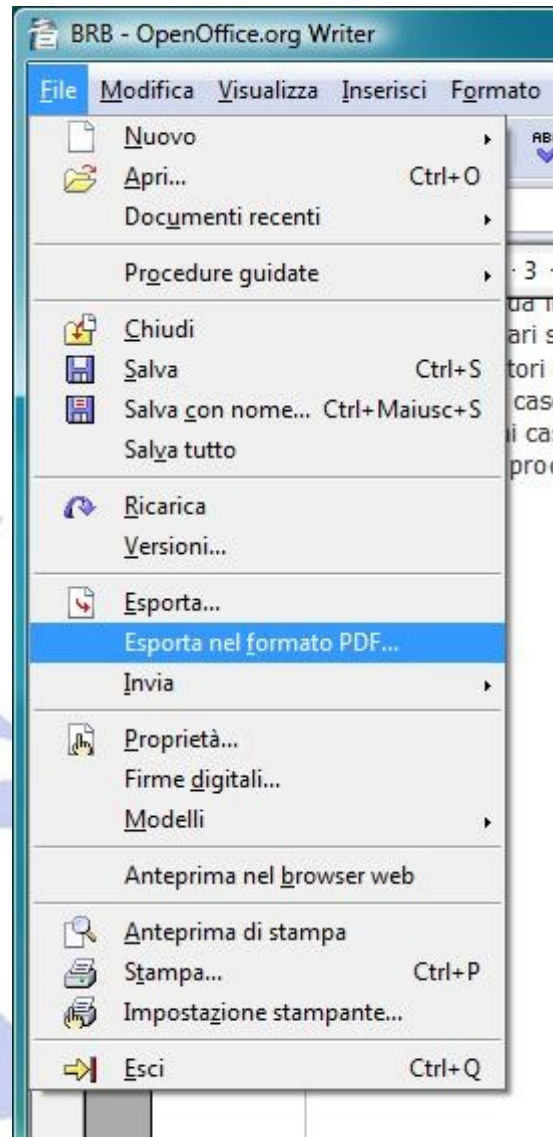 BRB - OpenOffice.org Writer
File Modifica Visualizza Inserisci Formato
Nuovo
Apri... Ctrl+O
Documenti recenti
Procedure guidate
Chiudi
Salva Ctrl+S
Salva con nome... Ctrl+Maiusc+S
Salva tutto
Ricarica
Versioni...
Esporta...
Esporta nel formato PDF...
Invia
Proprietà...
Firme digitali...
Modelli
Anteprima nel browser web
Anteprima di stampa
Stampa... Ctrl+P
Impostazione stampante...
Esci Ctrl+Q